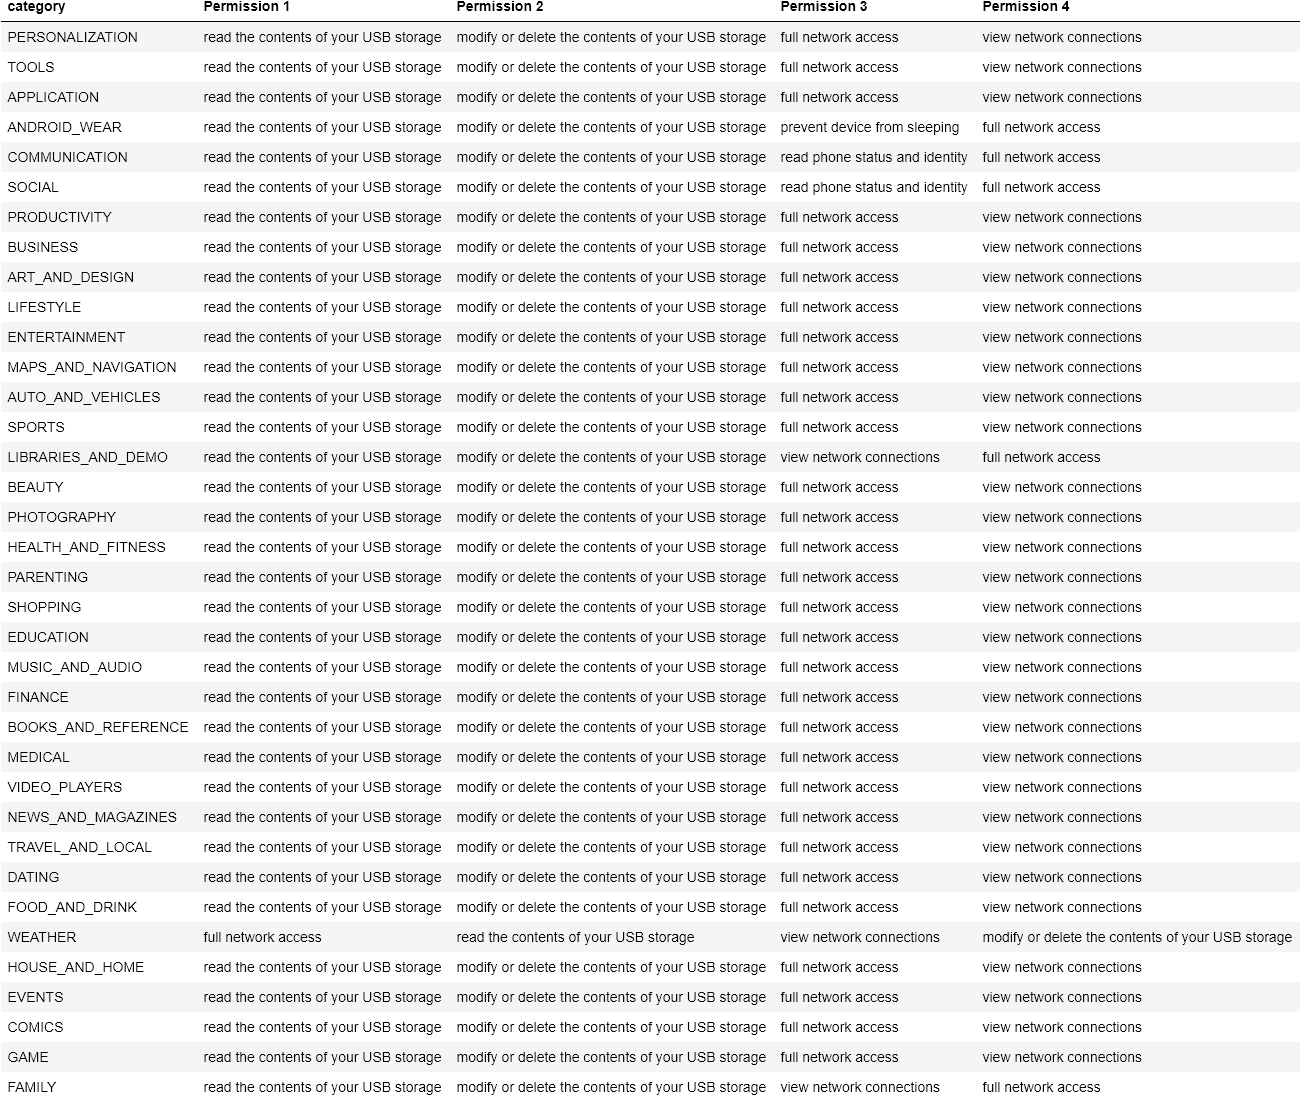 category Permission 1 Permission 2 Permission 3 Permission 4
PERSONALIZATION read the contents of your USB storage modify or delete the contents of your USB storage full network access view network connections
TOOLS read the contents of your USB storage modify or delete the contents of your USB storage full network access view network connections
APPLICATION read the contents of your USB storage modify or delete the contents of your USB storage full network access view network connections
ANDROID_WEAR read the contents of your USB storage modify or delete the contents of your USB storage prevent device from sleeping full network access
COMMUNICATION read the contents of your USB storage modify or delete the contents of your USB storage read phone status and identity full network access
SOCIAL read the contents of your USB storage modify or delete the contents of your USB storage read phone status and identity full network access
PRODUCTIVITY read the contents of your USB storage modify or delete the contents of your USB storage full network access view network connections
BUSINESS read the contents of your USB storage modify or delete the contents of your USB storage full network access view network connections
ART_AND_DESIGN read the contents of your USB storage modify or delete the contents of your USB storage full network access view network connections
LIFESTYLE read the contents of your USB storage modify or delete the contents of your USB storage full network access view network connections
ENTERTAINMENT read the contents of your USB storage modify or delete the contents of your USB storage full network access view network connections
MAPS_AND_NAVIGATION read the contents of your USB storage modify or delete the contents of your USB storage full network access view network connections
AUTO_AND_VEHICLES read the contents of your USB storage modify or delete the contents of your USB storage full network access view network connections
SPORTS read the contents of your USB storage modify or delete the contents of your USB storage full network access view network connections
LIBRARIES_AND_DEMO read the contents of your USB storage modify or delete the contents of your USB storage view network connections full network access
BEAUTY read the contents of your USB storage modify or delete the contents of your USB storage full network access view network connections
PHOTOGRAPHY read the contents of your USB storage modify or delete the contents of your USB storage full network access view network connections
HEALTH_AND_FITNESS read the contents of your USB storage modify or delete the contents of your USB storage full network access view network connections
PARENTING read the contents of your USB storage modify or delete the contents of your USB storage full network access view network connections
SHOPPING read the contents of your USB storage modify or delete the contents of your USB storage full network access view network connections
EDUCATION read the contents of your USB storage modify or delete the contents of your USB storage full network access view network connections
MUSIC_AND_AUDIO read the contents of your USB storage modify or delete the contents of your USB storage full network access view network connections
FINANCE read the contents of your USB storage modify or delete the contents of your USB storage full network access view network connections
BOOKS_AND_REFERENCE read the contents of your USB storage modify or delete the contents of your USB storage full network access view network connections
MEDICAL read the contents of your USB storage modify or delete the contents of your USB storage full network access view network connections
VIDEO_PLAYERS read the contents of your USB storage modify or delete the contents of your USB storage full network access view network connections
NEWS_AND_MAGAZINES read the contents of your USB storage modify or delete the contents of your USB storage full network access view network connections
TRAVEL_AND_LOCAL read the contents of your USB storage modify or delete the contents of your USB storage full network access view network connections
DATING read the contents of your USB storage modify or delete the contents of your USB storage full network access view network connections
FOOD_AND_DRINK read the contents of your USB storage modify or delete the contents of your USB storage full network access view network connections
WEATHER full network access read the contents of your USB storage view network connections modify or delete the contents of your USB storage
HOUSE_AND_HOME read the contents of your USB storage modify or delete the contents of your USB storage full network access view network connections
EVENTS read the contents of your USB storage modify or delete the contents of your USB storage full network access view network connections
COMICS read the contents of your USB storage modify or delete the contents of your USB storage full network access view network connections
GAME read the contents of your USB storage modify or delete the contents of your USB storage full network access view network connections
FAMILY read the contents of your USB storage modify or delete the contents of your USB storage view network connections full network access